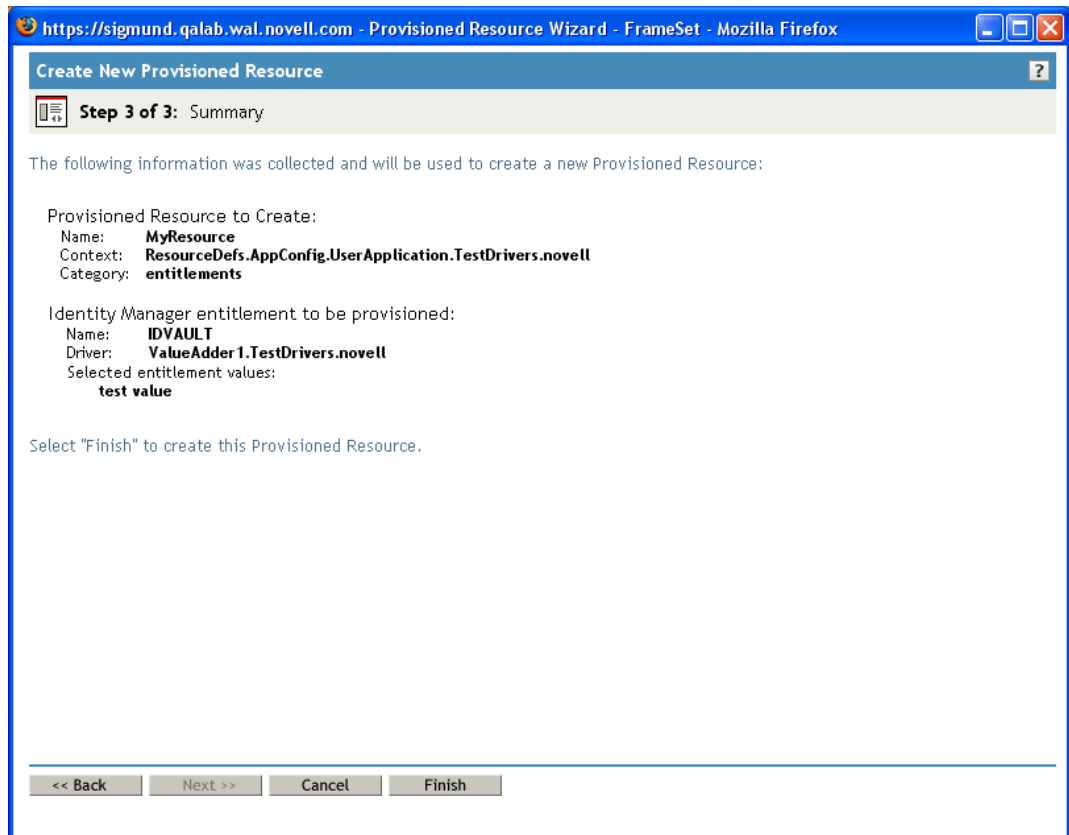 https://sigmund.qalab.wal.novell.com - Provisioned Resource Wizard - FrameSet - Mozilla Firefox
Create New Provisioned Resource
?
Step 3 of 3: Summary
The following information was collected and will be used to create a new Provisioned Resource:
Provisioned Resource to Create:
Name: MyResource
Context: ResourceDefs.AppConfig.UserApplication.TestDrivers.novell
Category: entitlements
Identity Manager entitlement to be provisioned:
Name: IDVAULT
Driver: ValueAdder1.TestDrivers.novell
Selected entitlement values:
test value
Select "Finish" to create this Provisioned Resource.
<< Back Next >> Cancel Finish